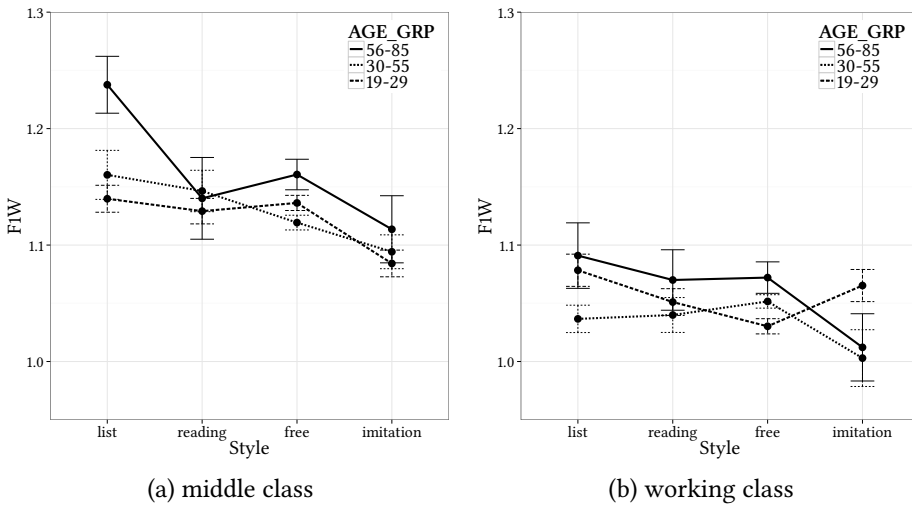 1.3
1.2
1.1
1.0
F1W
list reading free imitation
Style
AGE_GRP
56-85
30-55
19-29
(a) middle class
1.3
1.2
1.1
1.0
F1W
list reading free imitation
Style
AGE_GRP
56-85
30-55
19-29
(b) working class